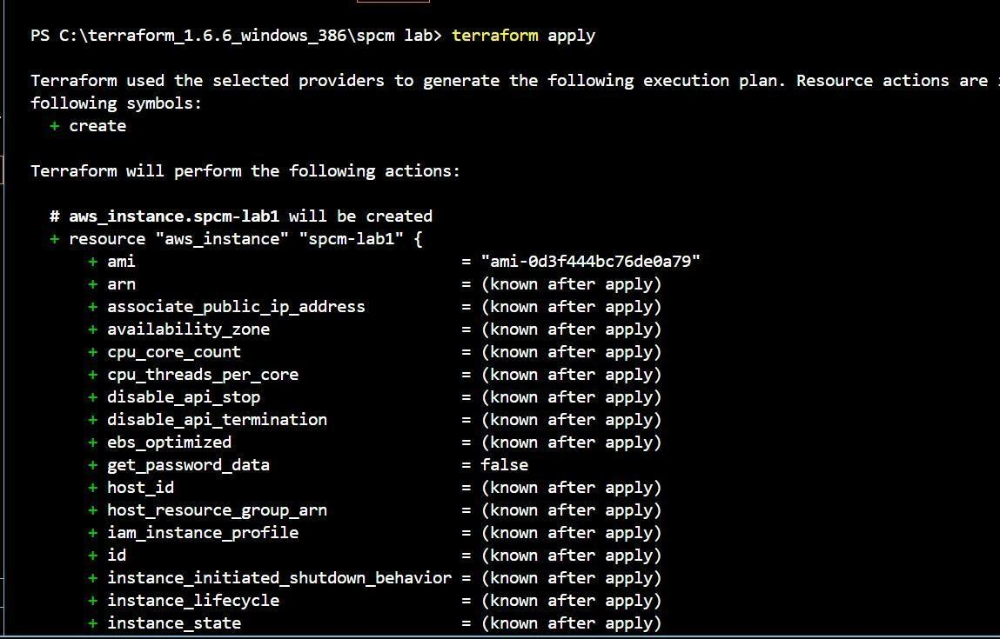 PS C:\terraform_1.6.6_windows_386\spcm lab> terraform apply
Terraform used the selected providers to generate the following execution plan. Resource actions are
following symbols:
+ create
Terraform will perform the following actions:
# aws_instance.spcm-lab1 will be created
+ resource "aws_instance" "spcm-lab1" {
+ ami = "ami-0d3f444bc76de0a79"
+ arn = (known after apply)
+ associate_public_ip_address = (known after apply)
+ availability_zone = (known after apply)
+ cpu_core_count = (known after apply)
+ cpu_threads_per_core = (known after apply)
+ disable_api_stop = (known after apply)
+ disable_api_termination = (known after apply)
+ ebs_optimized = (known after apply)
+ get_password_data = false
+ host_id = (known after apply)
+ host_resource_group_arn = (known after apply)
+ iam_instance_profile = (known after apply)
+ id = (known after apply)
+ instance_initiated_shutdown_behavior = (known after apply)
+ instance_lifecycle = (known after apply)
+ instance_state = (known after apply)